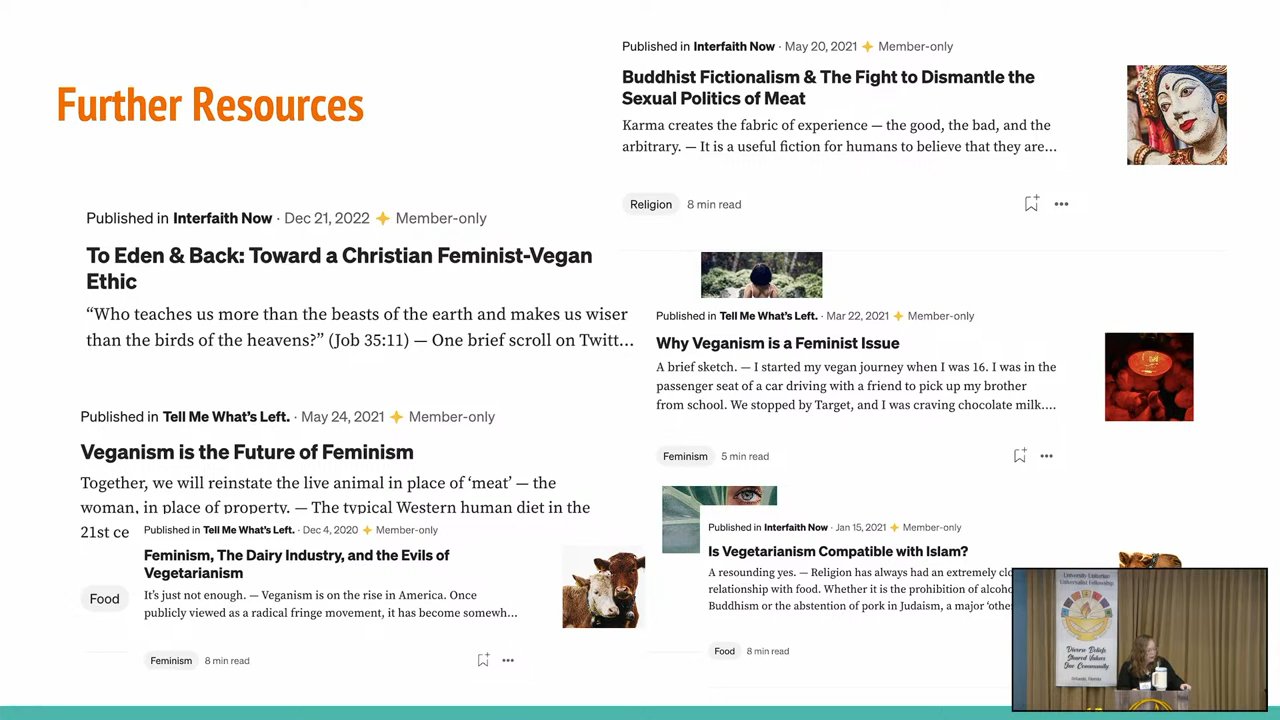 Further Resources
Published in Interfaith Now · May 20, 2021 Member-only
Buddhist Fictionalism & The Fight to Dismantle the
Sexual Politics of Meat
Karma creates the fabric of experience — the good, the bad, and the
arbitrary. — It is a useful fiction for humans to believe that they are...
Religion 8 min read
Published in Interfaith Now · Dec 21, 2022 Member-only
To Eden & Back: Toward a Christian Feminist-Vegan
Ethic
“Who teaches us more than the beasts of the earth and makes us wiser
than the birds of the heavens?” (Job 35:11) — One brief scroll on Twitt...
Published in Tell Me What’s Left. · Mar 22, 2021 Member-only
Why Veganism is a Feminist Issue
A brief sketch. — I started my vegan journey when I was 16. I was in the
passenger seat of a car driving with a friend to pick up my brother
from school. We stopped by Target, and I was craving chocolate milk....
Feminism 5 min read
Published in Tell Me What’s Left. · May 24, 2021 Member-only
Veganism is the Future of Feminism
Together, we will reinstate the live animal in place of ‘meat’ — the
woman, in place of property. — The typical Western human diet in the
21st ce
Food
Published in Tell Me What’s Left. · Dec 4, 2020 Member-only
Feminism, The Dairy Industry, and the Evils of
Vegetarianism
It’s just not enough. — Veganism is on the rise in America. Once
publicly viewed as a radical fringe movement, it has become somewh...
Feminism 8 min read
Published in Interfaith Now · Jan 15, 2021 Member-only
Is Vegetarianism Compatible with Islam?
A resounding yes. — Religion has always had an extremely clo
relationship with food. Whether it is the prohibition of alcoho
Buddhism or the abstention of pork in Judaism, a major ‘othe
Food 8 min read
University Unitarian
Universalist Fellowship
Diverse Beliefs
Shared Values
One Community
Orlando, Florida